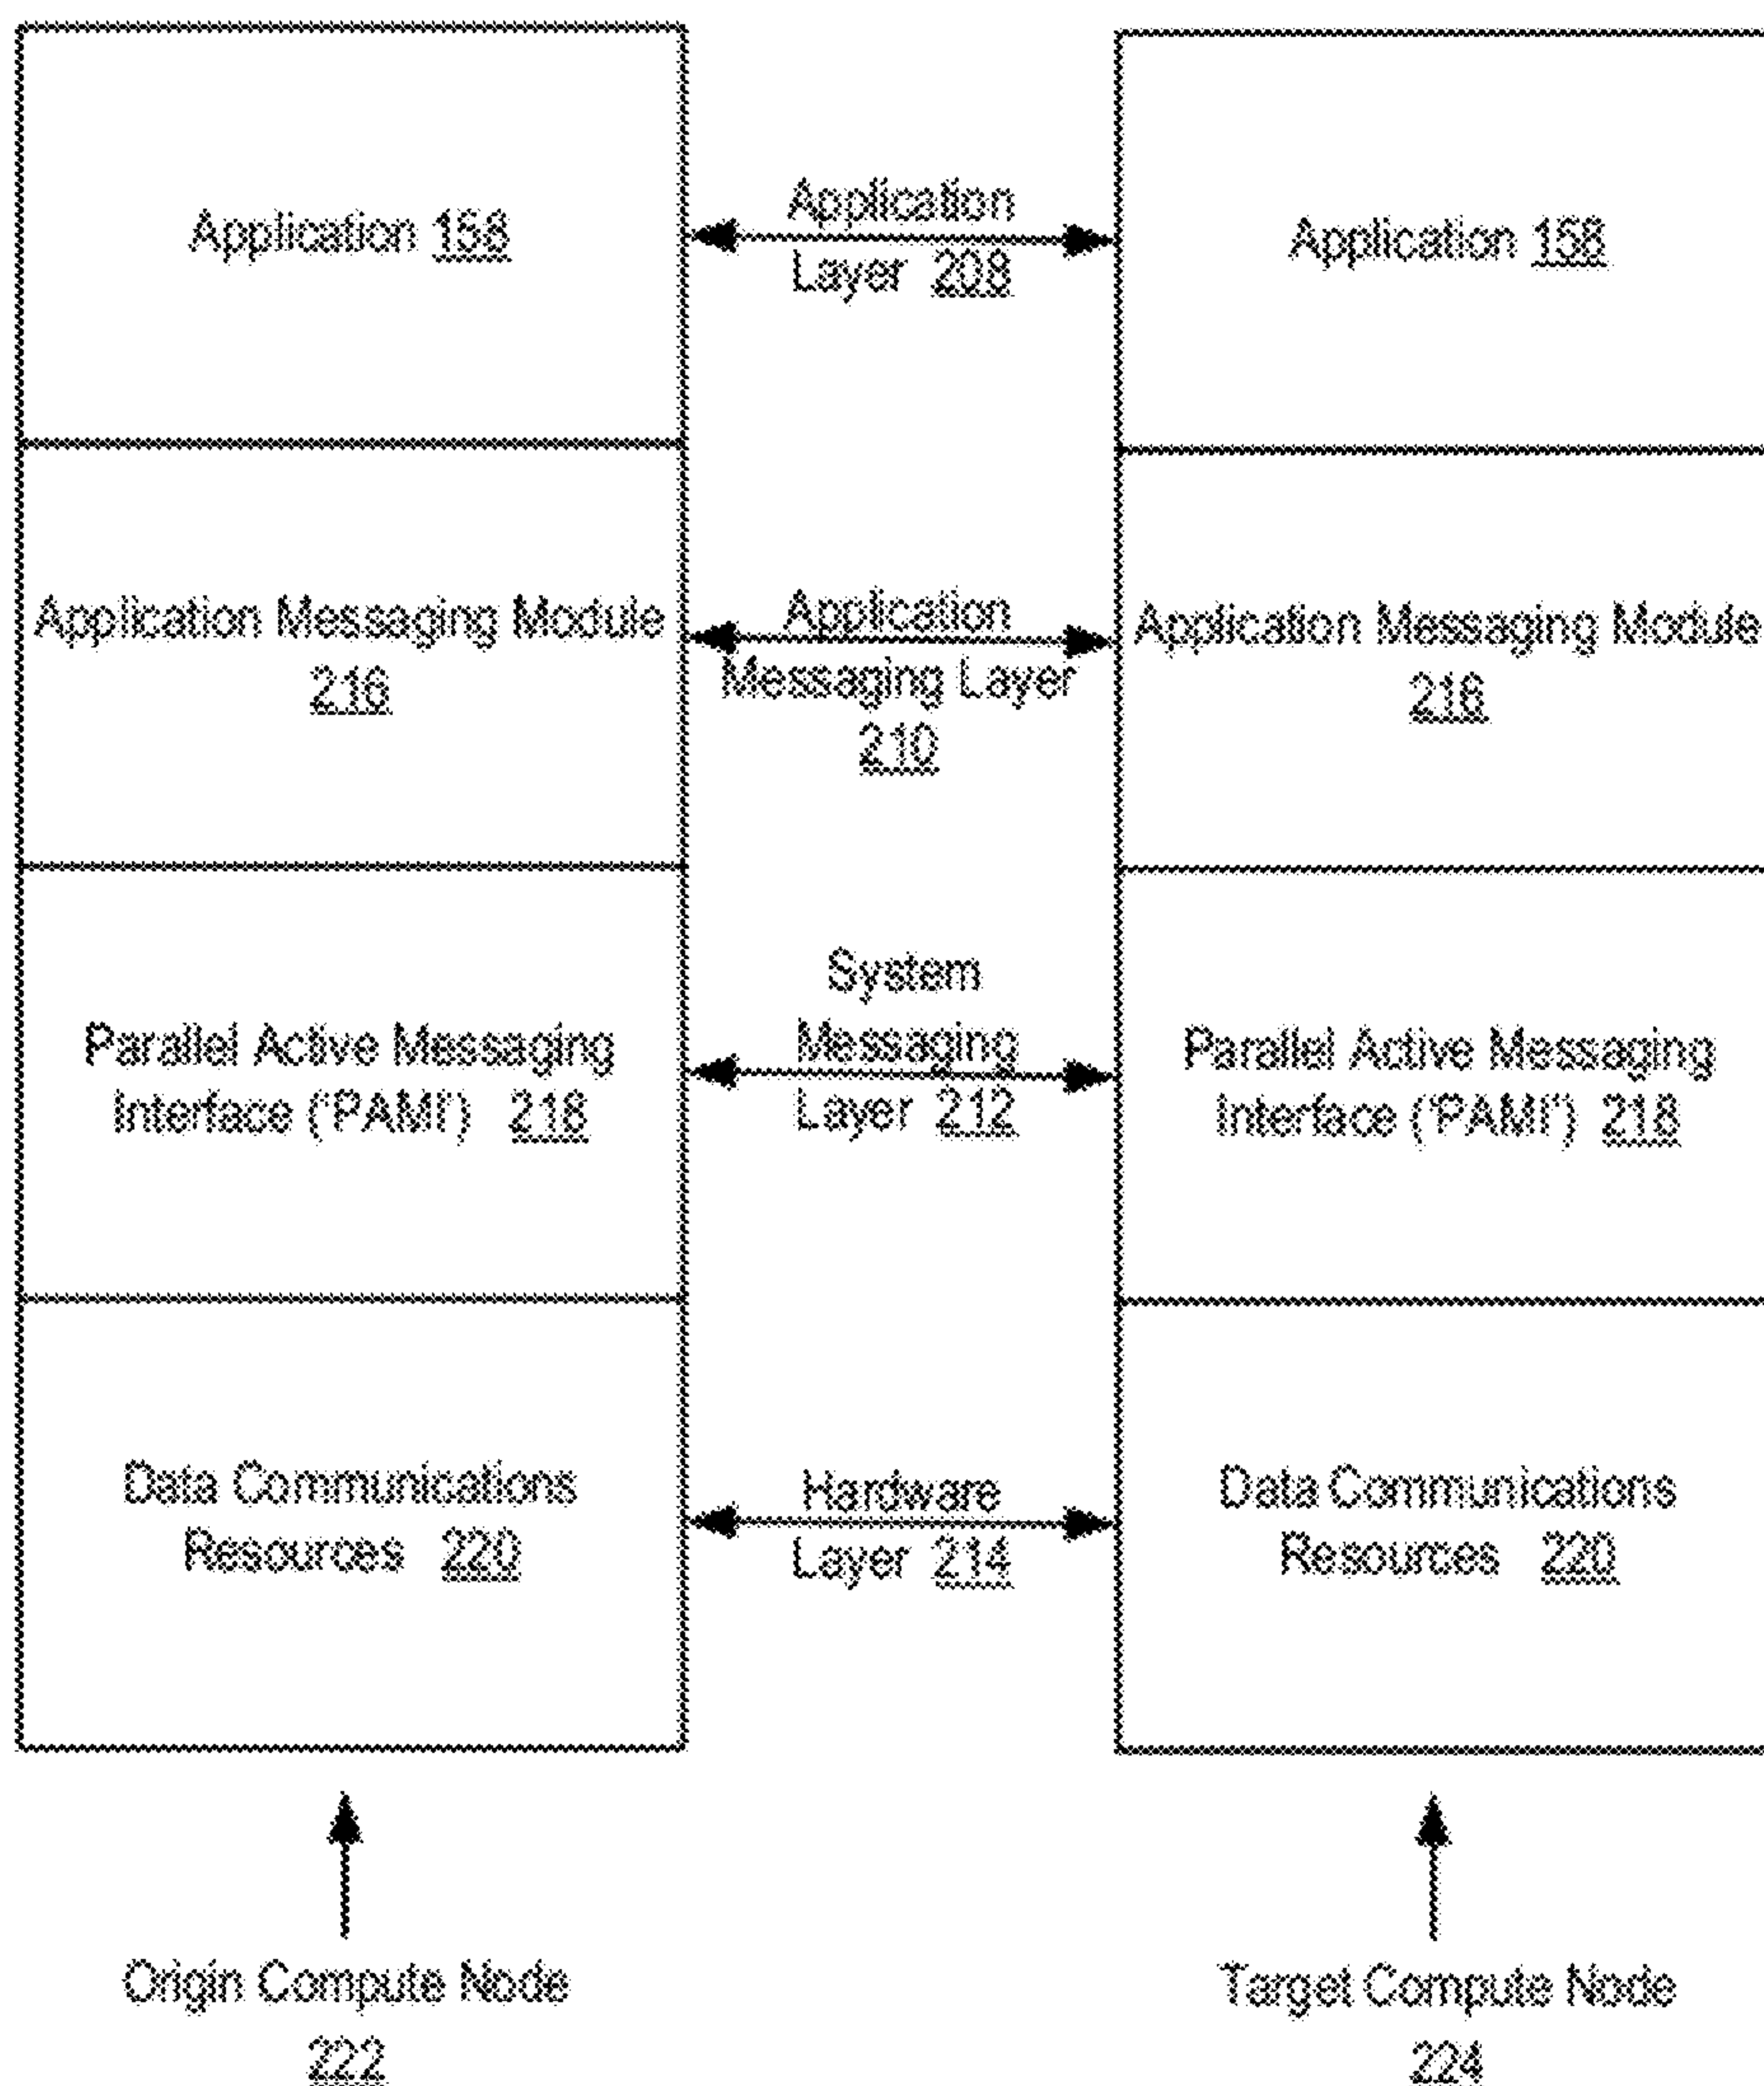 Application 158
Application
Layer 208
Application 158
Application Messaging Module
216
Application
Messaging Layer
210
Application Messaging Module
216
Parallel Active Messaging
Interface ('PAMI') 218
System
Messaging
Layer 212
Parallel Active Messaging
Interface ('PAMI') 218
Data Communications
Resources 220
Hardware
Layer 214
Data Communications
Resources 220
Origin Compute Node
222
Target Compute Node
224